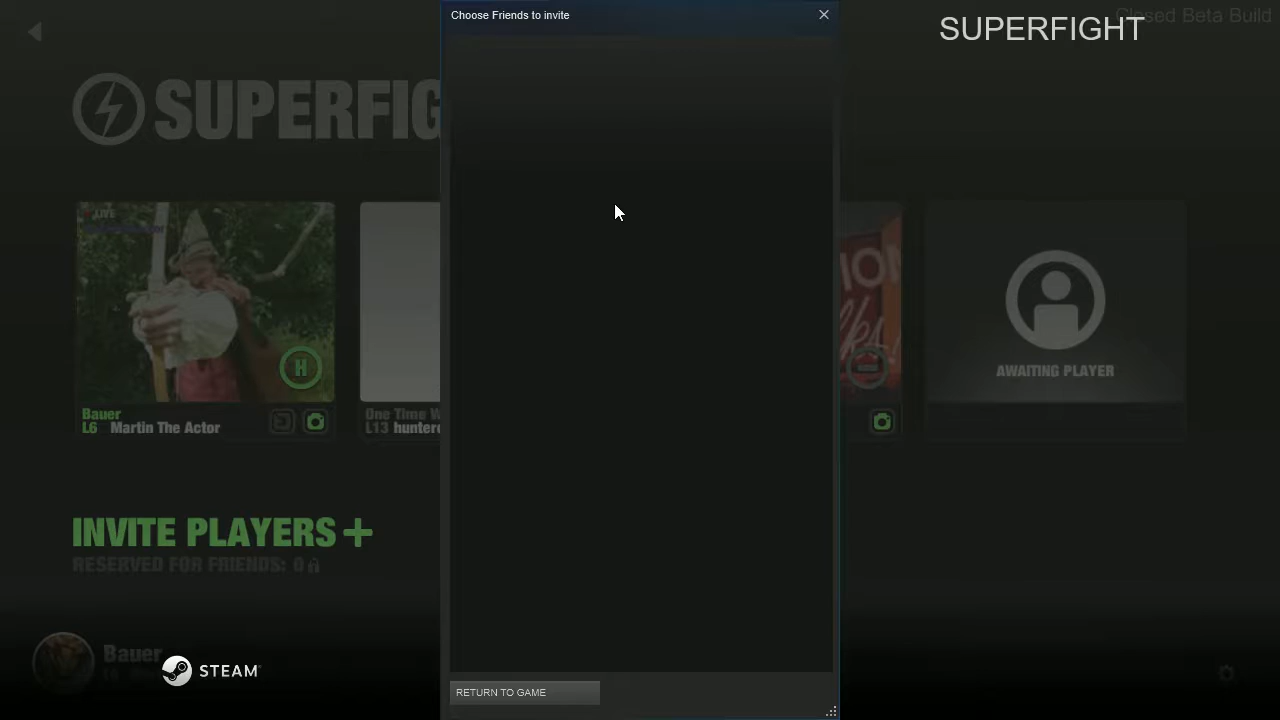 Choose Friends to invite
Closed Beta Build
SUPERFIGHT
SUPERFIG
LIVE
Bauer
L6 Martin The Actor
H
One Time W
L13 huntere
AWAITING PLAYER
INVITE PLAYERS+
RESERVED FOR FRIENDS: 0
Bauer
STEAM
RETURN TO GAME